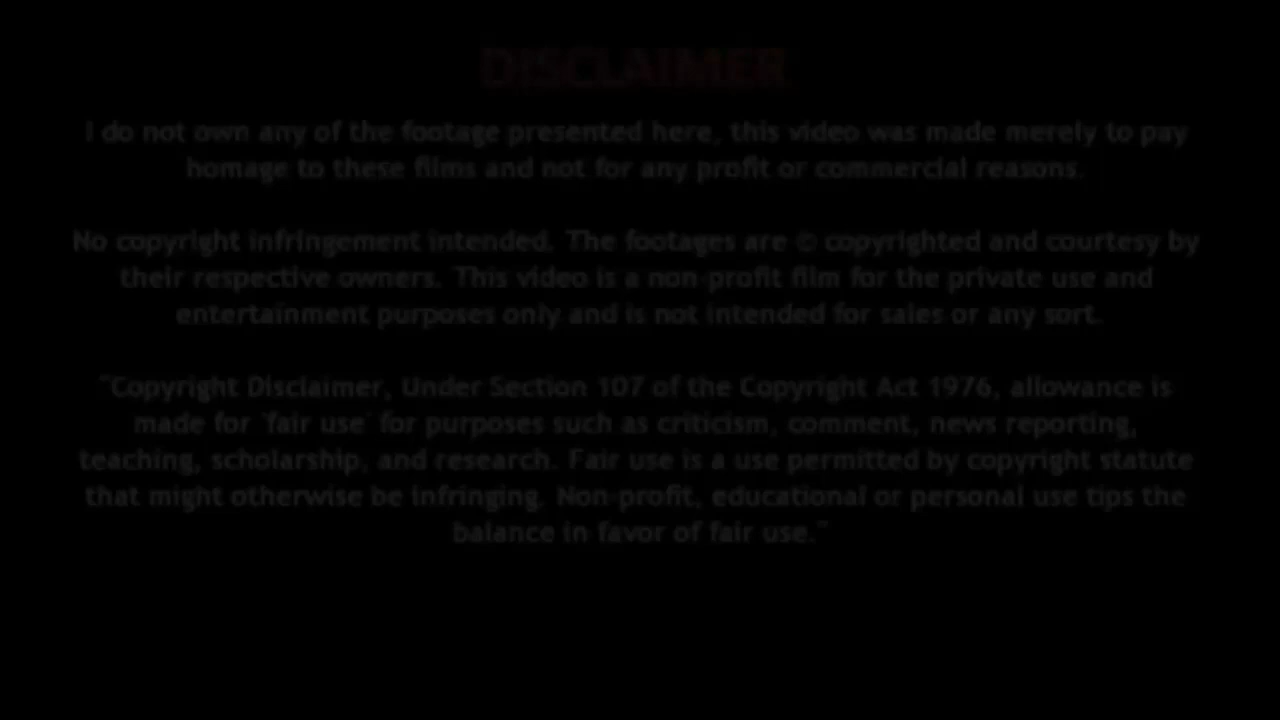 DISCLAIMER
I do not own any of the footage presented here, this video was made merely to pay
homage to these films and not for any profit or commercial reasons.
No copyright infringement intended. The footages are © copyrighted and courtesy by
their respective owners. This video is a non-profit film for the private use and
entertainment purposes only and is not intended for sales or any sort.
"Copyright Disclaimer, Under Section 107 of the Copyright Act 1976, allowance is
made for 'fair use' for purposes such as criticism, comment, news reporting,
teaching, scholarship, and research. Fair use is a use permitted by copyright statute
that might otherwise be infringing. Non-profit, educational or personal use tips the
balance in favor of fair use."